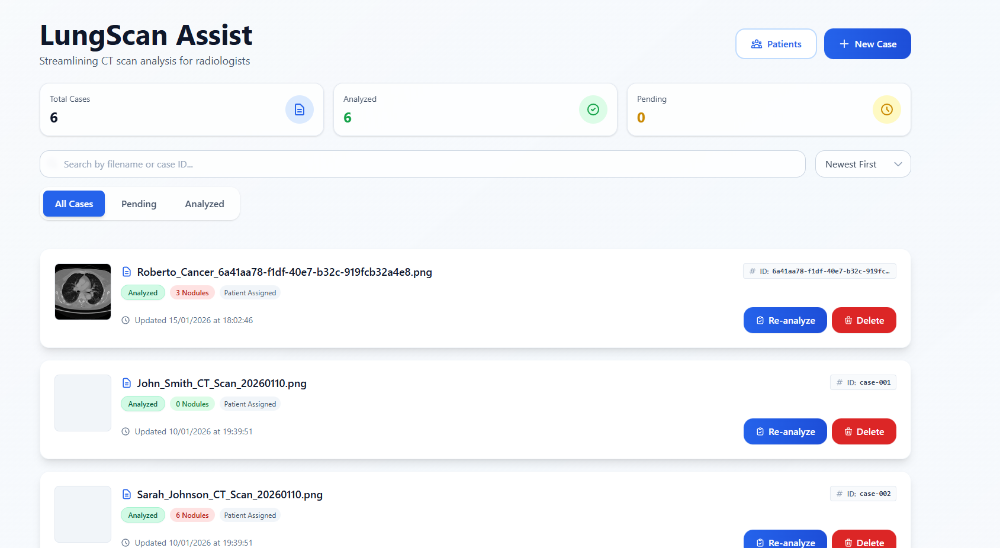 LungScan Assist
Streamlining CT scan analysis for radiologists
Patients
New Case
Total Cases
6
Analyzed
6
Pending
0
Search by filename or case ID...
Newest First
All Cases
Pending
Analyzed
Roberto_Cancer_6a41aa78-f1df-40e7-b32c-919fcb32a4e8.png
# ID: 6a41aa78-f1df-40e7-b32c-919fc…
Analyzed
3 Nodules
Patient Assigned
Updated 15/01/2026 at 18:02:46
Re-analyze
Delete
John_Smith_CT_Scan_20260110.png
# ID: case-001
Analyzed
0 Nodules
Patient Assigned
Updated 10/01/2026 at 19:39:51
Re-analyze
Delete
Sarah_Johnson_CT_Scan_20260110.png
# ID: case-002
Analyzed
6 Nodules
Patient Assigned
Updated 10/01/2026 at 19:39:51
Re-analyze
Delete